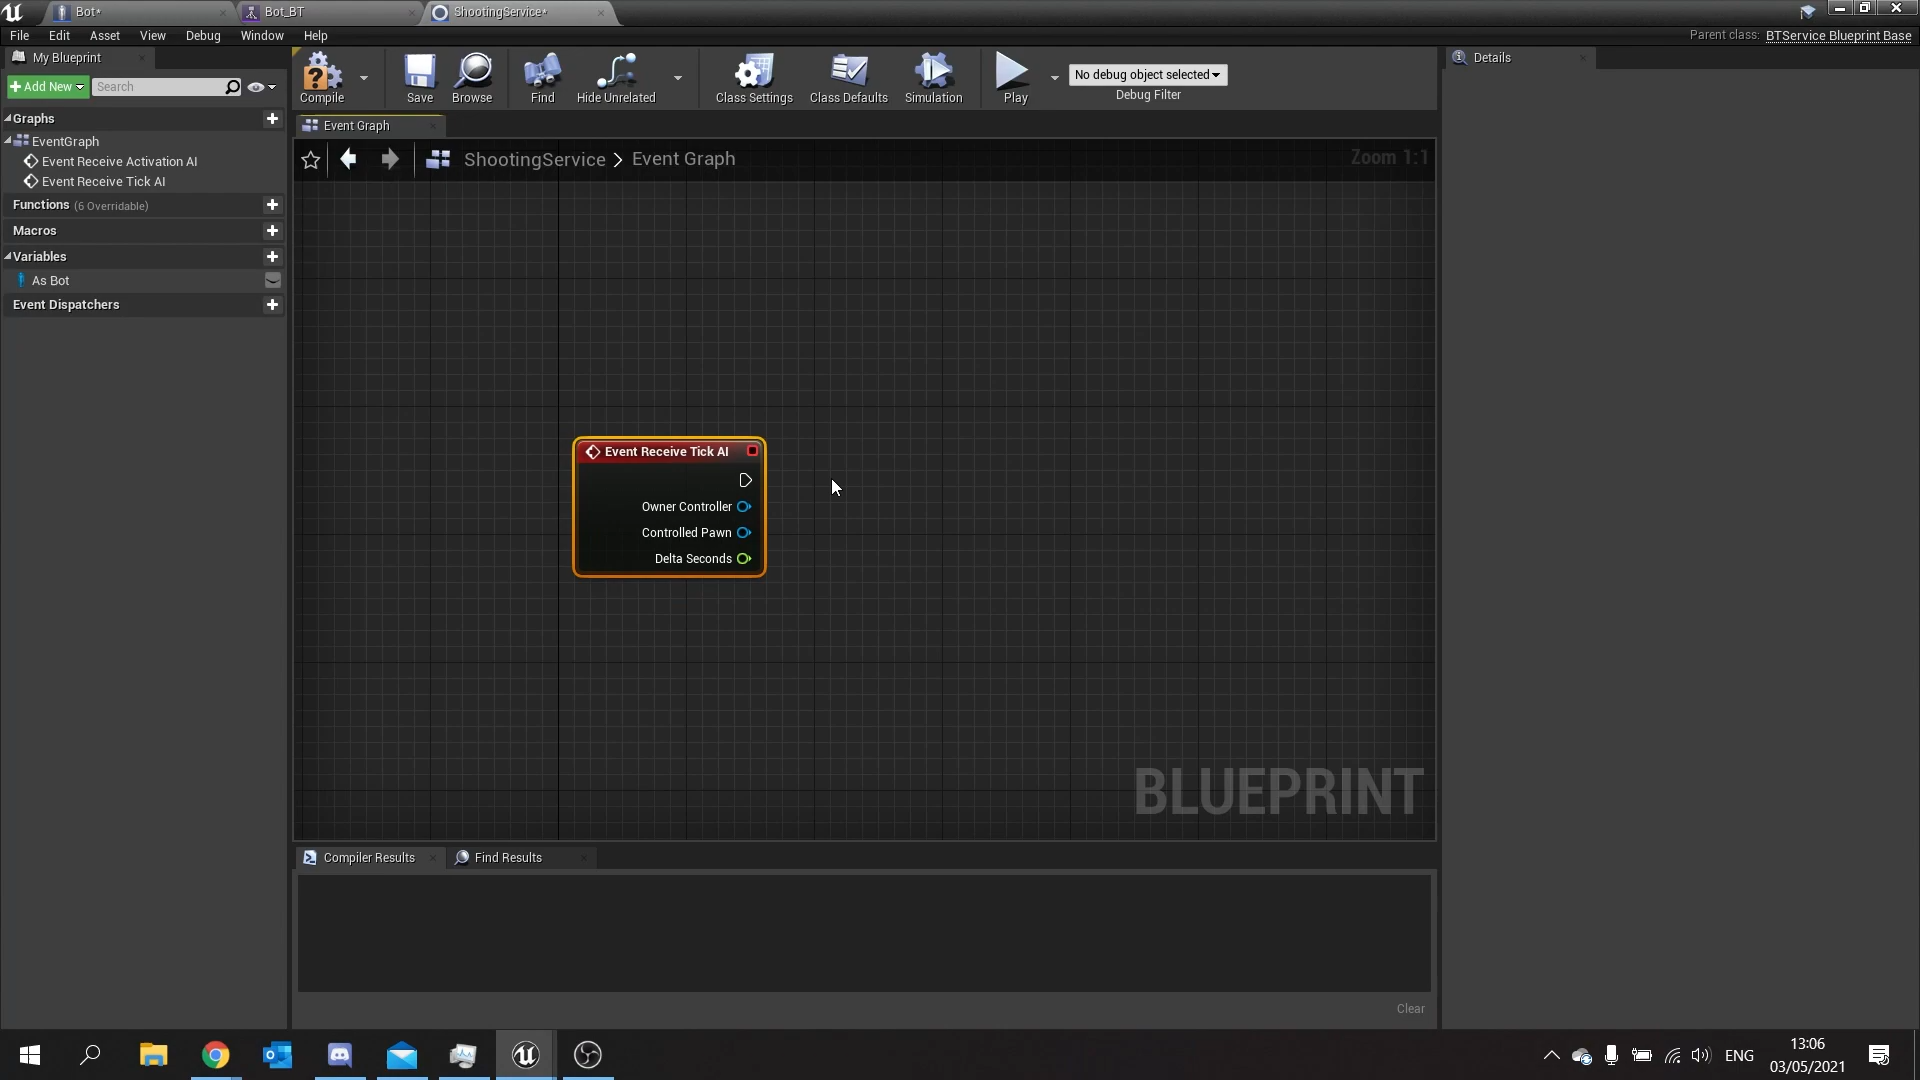 Bot*
Bot_BT
ShootingService*
File
Edit
Asset
View
Debug
Window
Help
Parent class:
BTService Blueprint Base
My Blueprint
Add New
Search
Graphs
EventGraph
Event Receive Activation AI
Event Receive Tick AI
Functions (6 Overridable)
Macros
Variables
As Bot
Event Dispatchers
Compile
Save
Browse
Find
Hide Unrelated
Class Settings
Class Defaults
Simulation
Play
No debug object selected
Debug Filter
Event Graph
ShootingService > Event Graph
Zoom 1:1
Event Receive Tick AI
Owner Controller
Controlled Pawn
Delta Seconds
BLUEPRINT
Compiler Results
Find Results
Clear
Details
ENG
13:06
03/05/2021